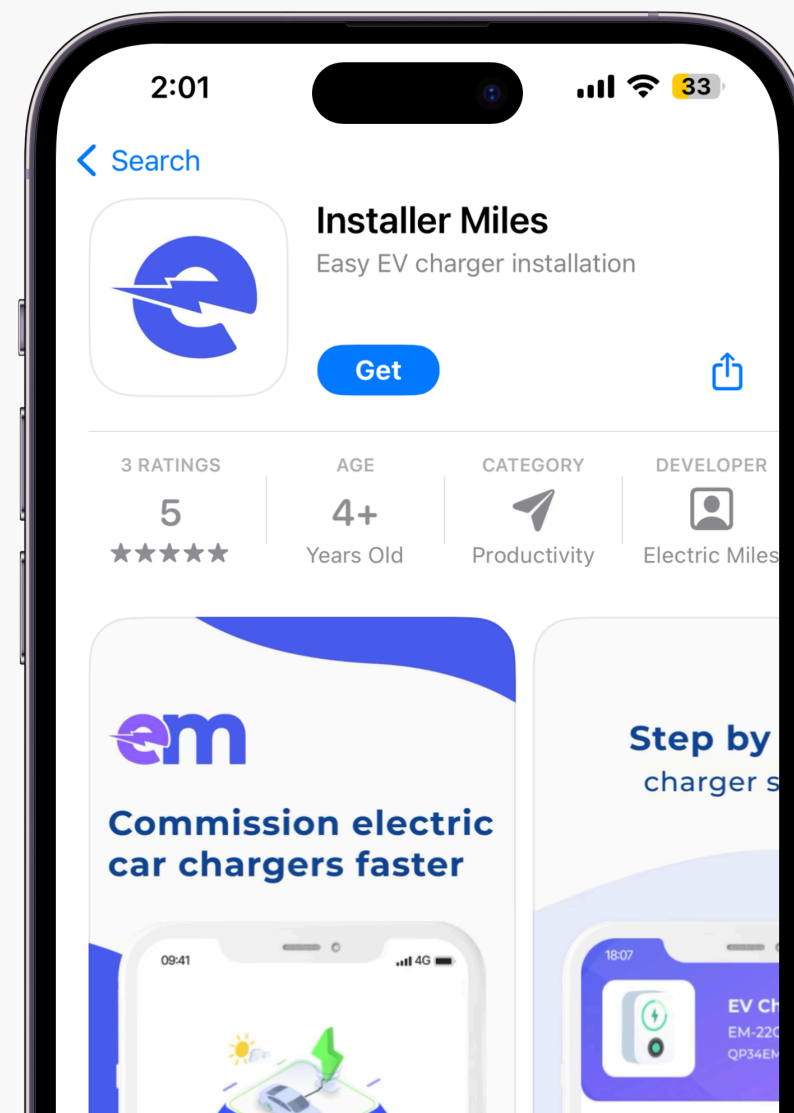 2:01
33
Search
Installer Miles
Easy EV charger installation
Get
3 RATINGS
AGE
CATEGORY
DEVELOPER
5
4+
Years Old
Productivity
Electric Miles
em
Commission electric
car chargers faster
Step by
charger s
09:41
4G
18:07
EV Ch
EM-22C
QP34EM